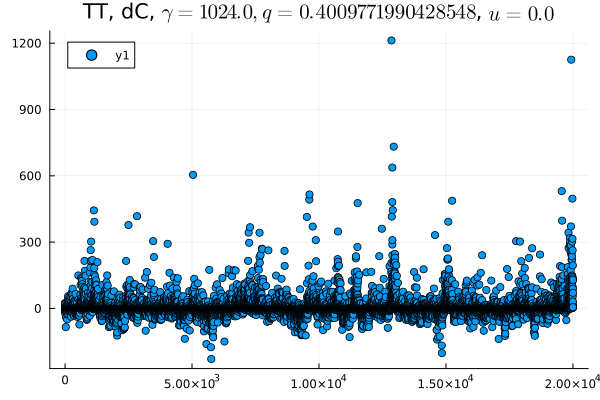 TT, dC, γ = 1024.0, q = 0.4009771990428548, u = 0.0
y1
1200
900
600
300
0
0 5.00×10³ 1.00×10⁴ 1.50×10⁴ 2.00×10⁴